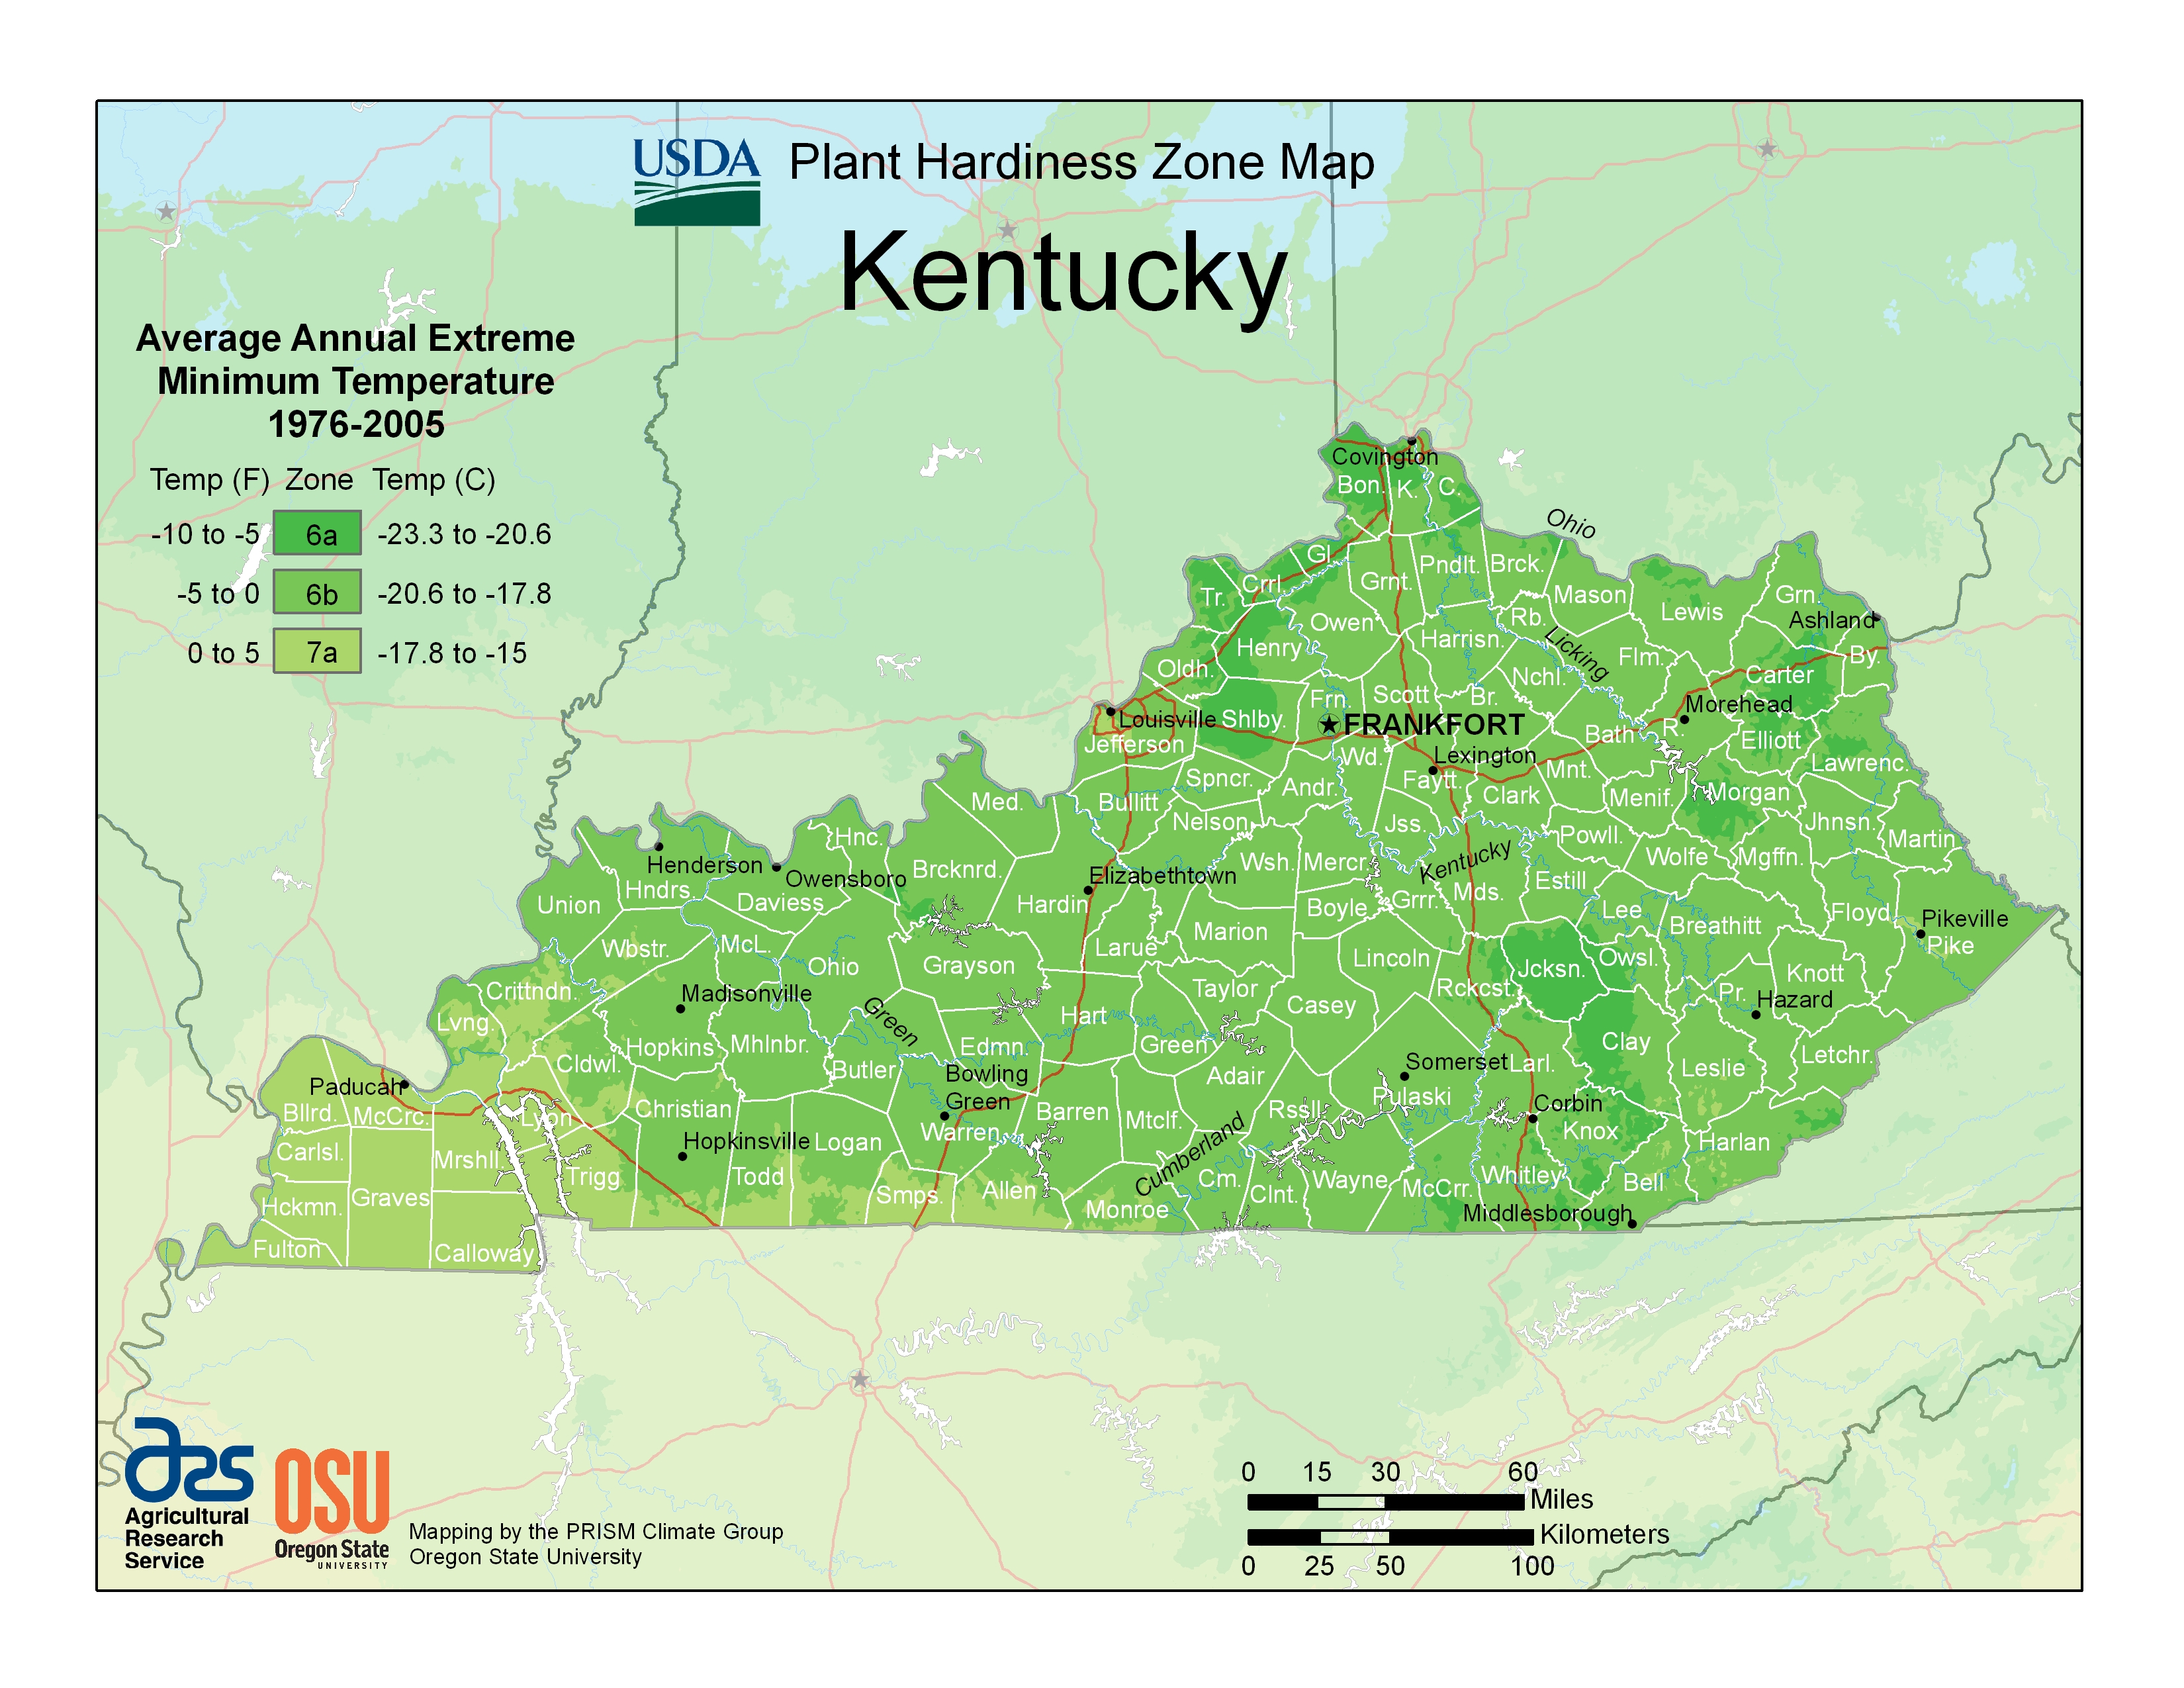 USDA
Plant Hardiness Zone Map
Kentucky
Average Annual Extreme
Minimum Temperature
1976-2005
Temp (F) Zone Temp (C)
-10 to -5 6a -23.3 to -20.6
-5 to 0 6b -20.6 to -17.8
0 to 5 7a -17.8 to -15
Covington
Bon. K. C.
Ohio
Gl.
Pndlt. Brck.
Crrl. Grnt.
Tr. Mason Grn.
Owen Rb. Lewis
Ashland
Harrisn. Licking
Henry Flm. By.
Oldh. Nchl. Carter
Frn. Scott Br. Morehead
Louisville Shlby. FRANKFORT R.
Jefferson Bath Elliott
Wd. Lexington Lawrenc.
Spncr. Andr. Faytt. Mnt.
Med. Bullitt Clark Menif. Morgan
Nelson Jss. Jhnsn.
Hnc. Powll. Martin
Henderson Wsh. Mercr. Kentucky Wolfe Mgffn.
Owensboro Brcknrd. Elizabethtown
Hndrs. Mds. Estill
Union Daviess Hardin Boyle Grrr. Lee Floyd Pikeville
Wbstr. McL. Larue Marion Breathitt Pike
Ohio Grayson Lincoln Jcksn. Owsl.
Crittndn. Madisonville Taylor Rckcst. Knott
Casey Pr. Hazard
Lvng. Green Hart
Hopkins Mhlnbr. Edmn. Green Clay
Cldwl. Butler Somerset Larl. Leslie Letchr.
Paducah Bowling
Green Adair
Bllrd. McCrc. Lyon Christian Barren Mtclf. Rssll. Pulaski Corbin
Hopkinsville Logan Warren Knox
Carlsl. Mrshll. Cumberland Harlan
Trigg Todd Smps. Allen Cm. Clnt. Wayne McCrr. Whitley Bell
Hckmn. Graves Monroe Middlesborough
Fulton Calloway
0 15 30 60
Miles
Kilometers
0 25 50 100
ars
Agricultural
Research
Service
OSU
Oregon State
UNIVERSITY
Mapping by the PRISM Climate Group
Oregon State University